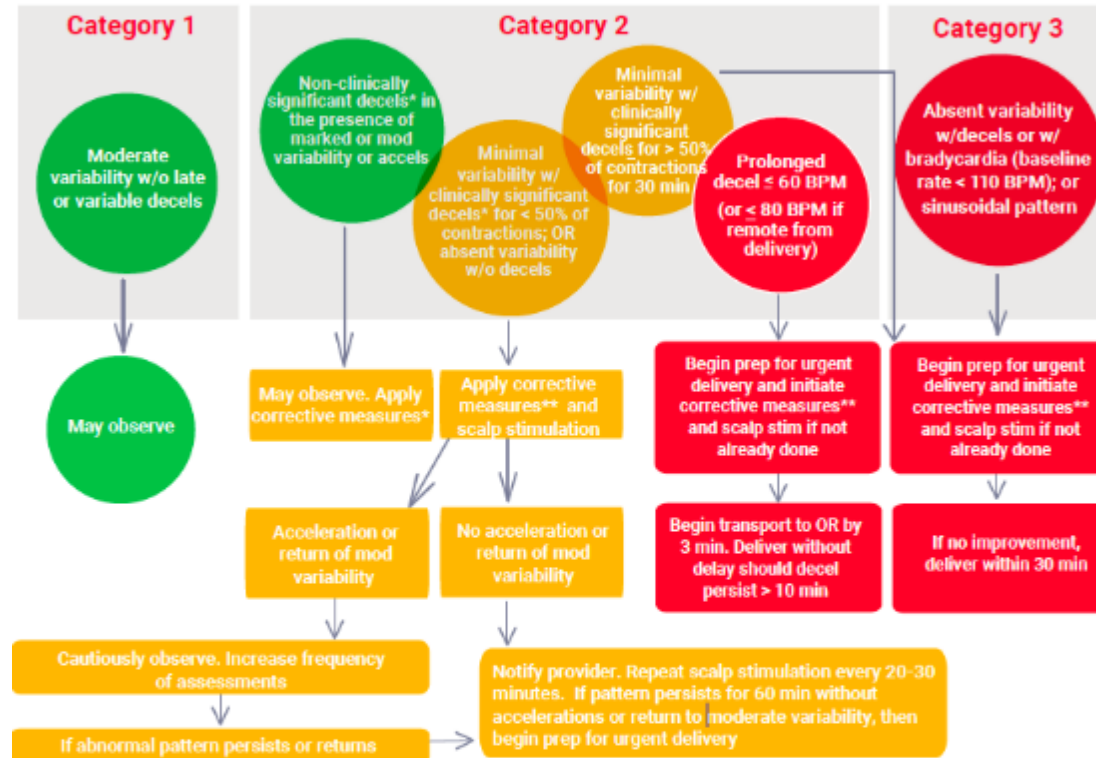 Category 1
Category 2
Category 3
Moderate
variability w/o late
or variable decels
Non-clinically
significant decels* in
the presence of
marked or mod
variability or accels
Minimal
variability w/
clinically significant
decels* for < 50% of
contractions; OR
absent variability
w/o decels
Minimal
variability w/
clinically
significant
decels for > 50%
of contractions
for 30 min
Prolonged
decel ≤ 60 BPM
(or ≤ 80 BPM if
remote from
delivery)
Absent variability
w/decels or w/
bradycardia (baseline
rate < 110 BPM); or
sinusoidal pattern
May observe
May observe. Apply
corrective measures*
Apply corrective
measures** and
scalp stimulation
Begin prep for urgent
delivery and initiate
corrective measures**
and scalp stim if not
already done
Begin prep for urgent
delivery and initiate
corrective measures**
and scalp stim if not
already done
Acceleration or
return of mod
variability
No acceleration or
return of mod
variability
Begin transport to OR by
3 min. Deliver without
delay should decel
persist > 10 min
If no improvement,
deliver within 30 min
Cautiously observe. Increase frequency
of assessments
If abnormal pattern persists or returns
Notify provider. Repeat scalp stimulation every 20-30
minutes. If pattern persists for 60 min without
accelerations or return to moderate variability, then
begin prep for urgent delivery